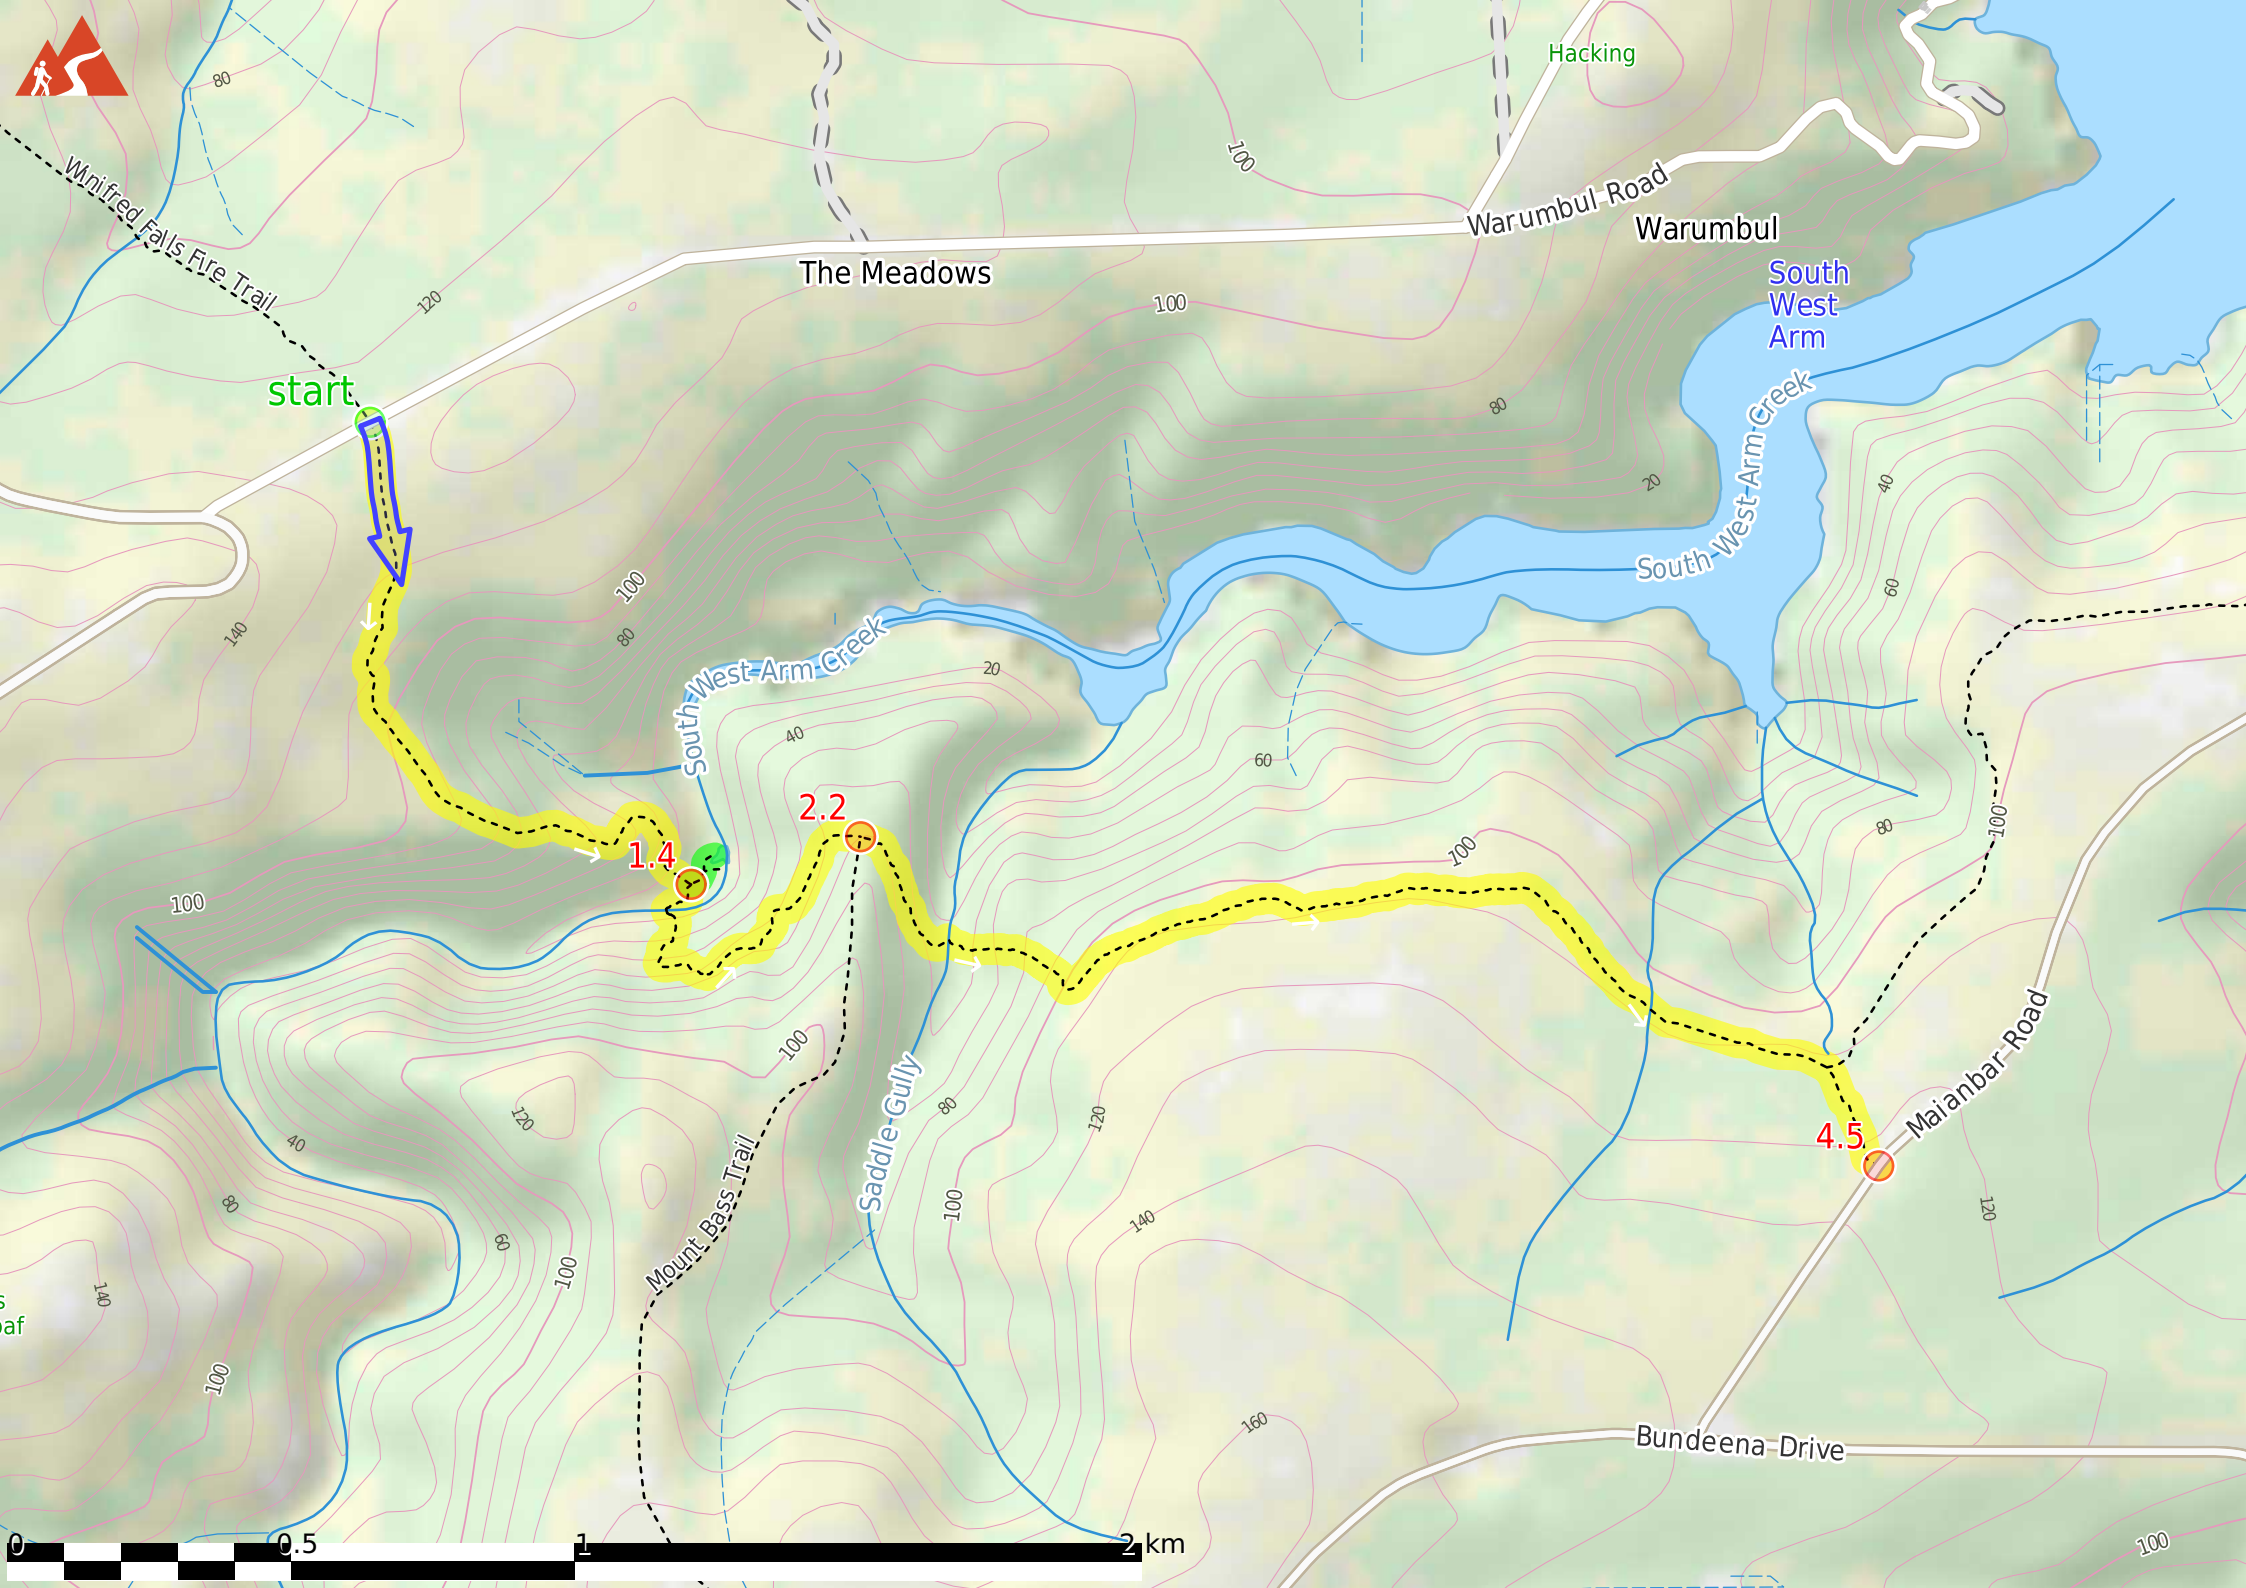 Hacking
80
100
Winifred Falls Fire Trail
Warumbul Road
Warumbul
The Meadows
South
West
Arm
120
100
start
80
South West Arm Creek
20
40
100
80
140
60
South West Arm Creek
20
40
60
2.2
100
80
100
1.4
100
100
Maianbar Road
Saddle Gully
80
120
120
40
4.5
Mount Bass Trail
80
100
120
140
60
100
140
s
oaf
100
160
Bundeena Drive
100
0 0.5 1 2 km